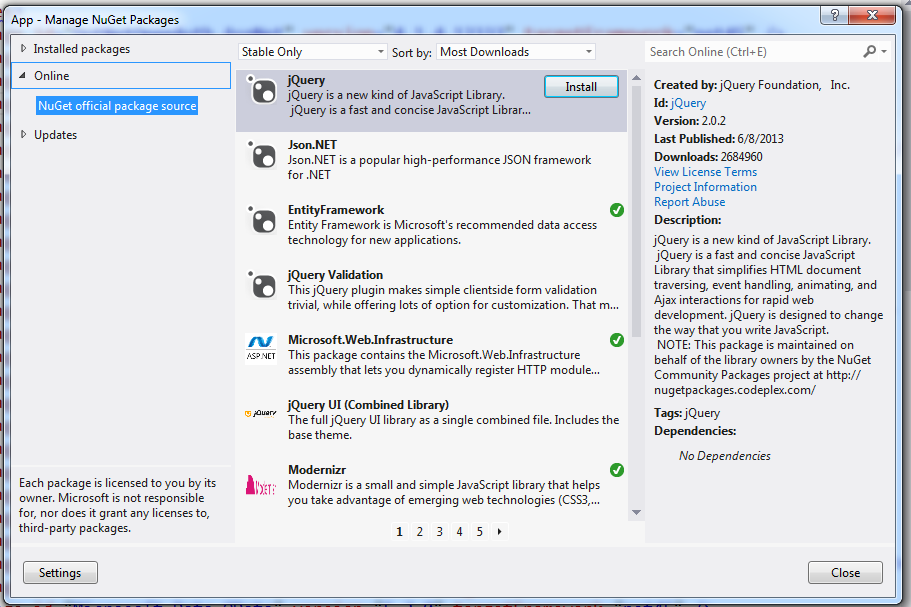 App - Manage NuGet Packages
Installed packages
Online
NuGet official package source
Updates
Each package is licensed to you by its
owner. Microsoft is not responsible
for, nor does it grant any licenses to,
third-party packages.
Stable Only
Sort by: Most Downloads
jQuery
jQuery is a new kind of JavaScript Library.
jQuery is a fast and concise JavaScript Librar...
Install
Json.NET
Json.NET is a popular high-performance JSON framework
for .NET
EntityFramework
Entity Framework is Microsoft's recommended data access
technology for new applications.
jQuery Validation
This jQuery plugin makes simple clientside form validation
trivial, while offering lots of option for customization. That m...
ASP.NET
Microsoft.Web.Infrastructure
This package contains the Microsoft.Web.Infrastructure
assembly that lets you dynamically register HTTP module...
jQuery
jQuery UI (Combined Library)
The full jQuery UI library as a single combined file. Includes the
base theme.
Modernizr
Modernizr is a small and simple JavaScript library that helps
you take advantage of emerging web technologies (CSS3,...
1 2 3 4 5
Search Online (Ctrl+E)
Created by: jQuery Foundation, Inc.
Id: jQuery
Version: 2.0.2
Last Published: 6/8/2013
Downloads: 2684960
View License Terms
Project Information
Report Abuse
Description:
jQuery is a new kind of JavaScript Library.
jQuery is a fast and concise JavaScript
Library that simplifies HTML document
traversing, event handling, animating, and
Ajax interactions for rapid web
development. jQuery is designed to change
the way that you write JavaScript.
NOTE: This package is maintained on
behalf of the library owners by the NuGet
Community Packages project at http://
nugetpackages.codeplex.com/
Tags: jQuery
Dependencies:
No Dependencies
Settings
Close